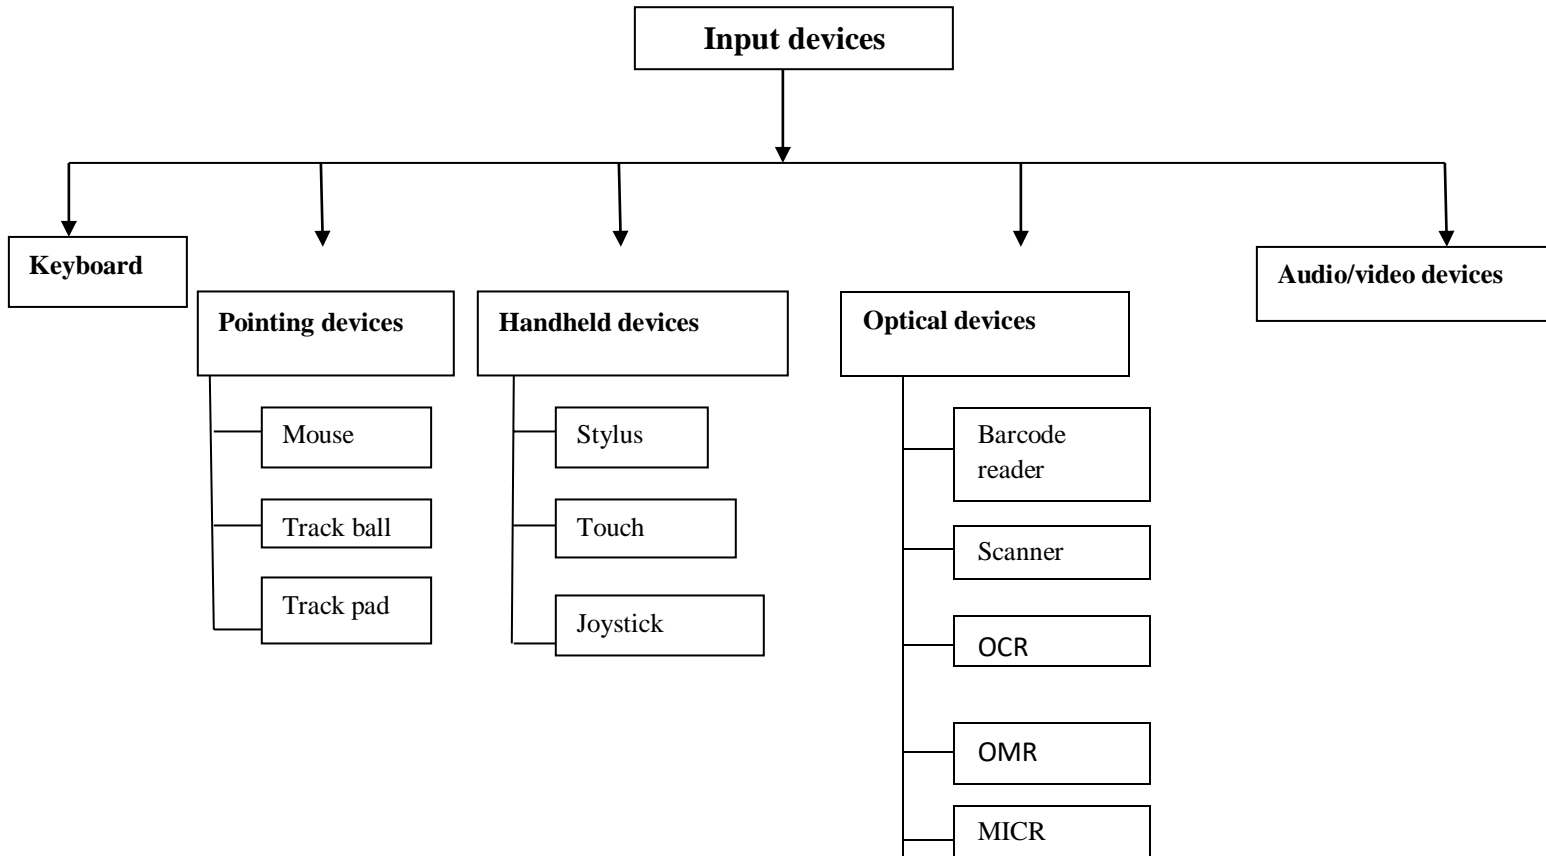 Input devices
Keyboard
Pointing devices
Mouse
Track ball
Track pad
Handheld devices
Stylus
Touch
Joystick
Optical devices
Barcode
reader
Scanner
OCR
OMR
MICR
Audio/video devices